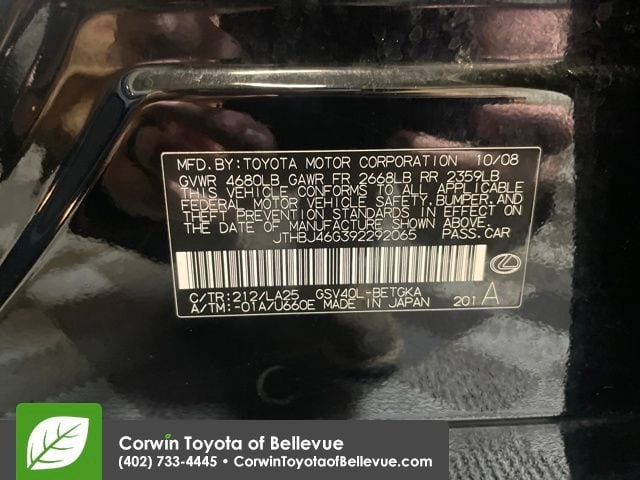 MFD.BY:TOYOTA MOTOR CORPORATION 10/08
GVWR 4680LB GAWR FR 2668LB RR 2359LB
THIS VEHICLE CONFORMS TO ALL APPLICABLE
FEDERAL MOTOR VEHICLE SAFETY,BUMPER,AND
THEFT PREVENTION STANDARDS IN EFFECT ON
THE DATE OF MANUFACTURE SHOWN ABOVE.
JTHBJ46G392292065 PASS.CAR
C/TR:212/LA25 GSV40L-BETGKA
A/TM:-01A/U660E MADE IN JAPAN 201 A
Corwin Toyota of Bellevue
(402) 733-4445 • CorwinToyotaofBellevue.com